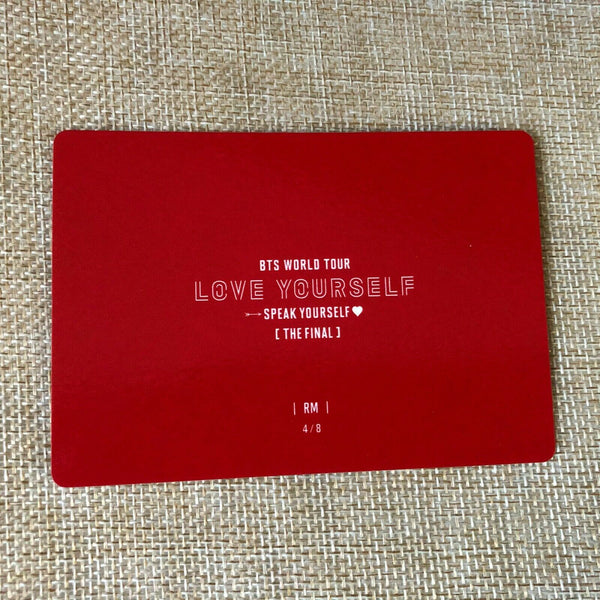 BTS WORLD TOUR
LOVE YOURSELF
SPEAK YOURSELF♥
[ THE FINAL ]
| RM |
4/8